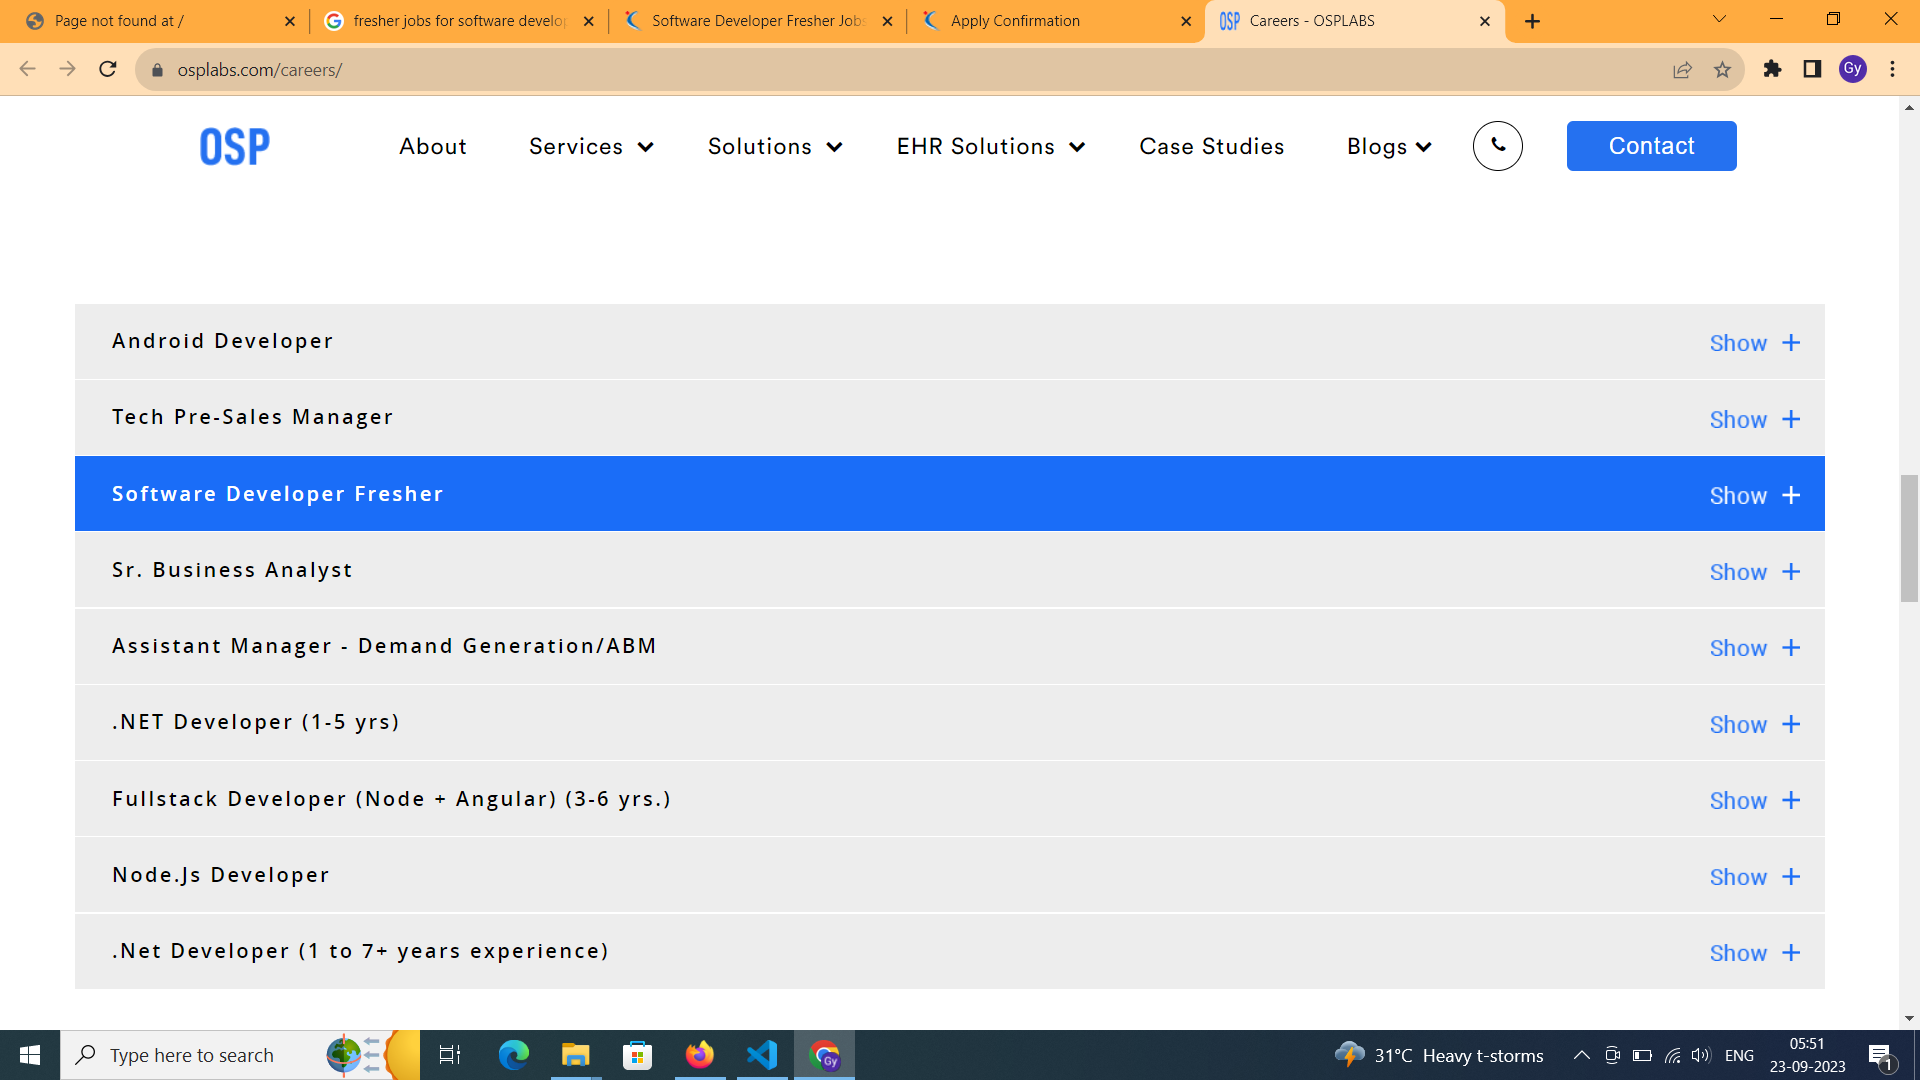 Page not found at /
fresher jobs for software develop
Software Developer Fresher Jobs
Apply Confirmation
OSP Careers - OSPLABS
osplabs.com/careers/
Gy
OSP
About
Services
Solutions
EHR Solutions
Case Studies
Blogs
Contact
Android Developer Show +
Tech Pre-Sales Manager Show +
Software Developer Fresher Show +
Sr. Business Analyst Show +
Assistant Manager - Demand Generation/ABM Show +
.NET Developer (1-5 yrs) Show +
Fullstack Developer (Node + Angular) (3-6 yrs.) Show +
Node.Js Developer Show +
.Net Developer (1 to 7+ years experience) Show +
Type here to search
Gy
31°C Heavy t-storms
ENG
05:51
23-09-2023
1